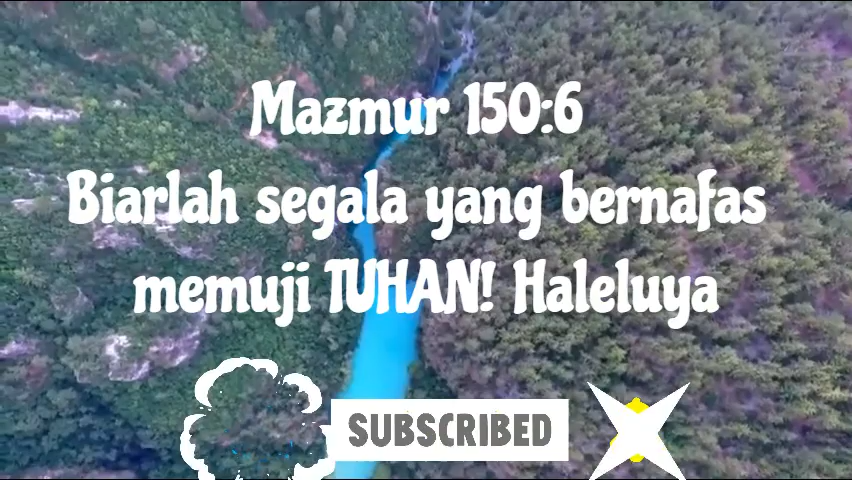 Mazmur 150:6
Biarlah segala yang bernafas
memuji TUHAN! Haleluya
SUBSCRIBED